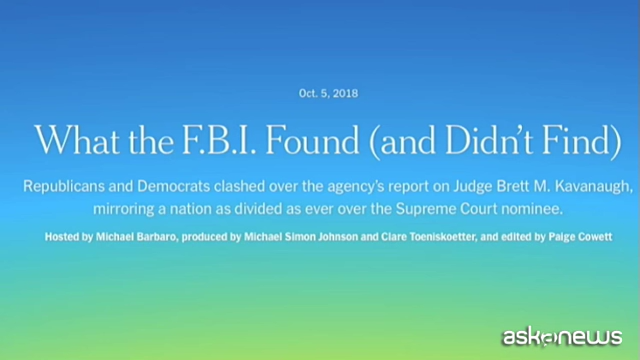 Oct. 5, 2018
What the F.B.I. Found (and Didn't Find)
Republicans and Democrats clashed over the agency's report on Judge Brett M. Kavanaugh,
mirroring a nation as divided as ever over the Supreme Court nominee.
Hosted by Michael Barbaro, produced by Michael Simon Johnson and Clare Toeniskoetter, and edited by Paige Cowett
askanews